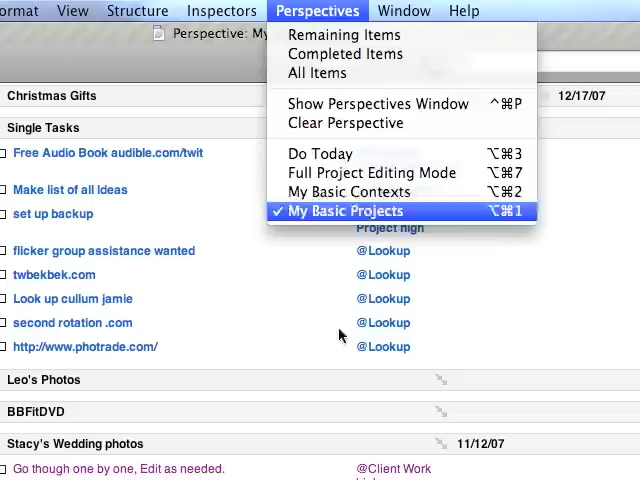 ormat View Structure Inspectors Perspectives Window Help
Perspective: My
Remaining Items
Completed Items
All Items
Show Perspectives Window ^⌘P
Clear Perspective
Do Today ⌥⌘3
Full Project Editing Mode ⌥⌘7
My Basic Contexts ⌥⌘2
✓ My Basic Projects ⌥⌘1
Christmas Gifts 12/17/07
Single Tasks
Free Audio Book audible.com/twit
Make list of all Ideas
set up backup
Project high
flicker group assistance wanted @Lookup
twbekbek.com @Lookup
Look up cullum jamie @Lookup
second rotation .com @Lookup
http://www.photrade.com/ @Lookup
Leo's Photos
BBFitDVD
Stacy's Wedding photos 11/12/07
Go though one by one, Edit as needed. @Client Work